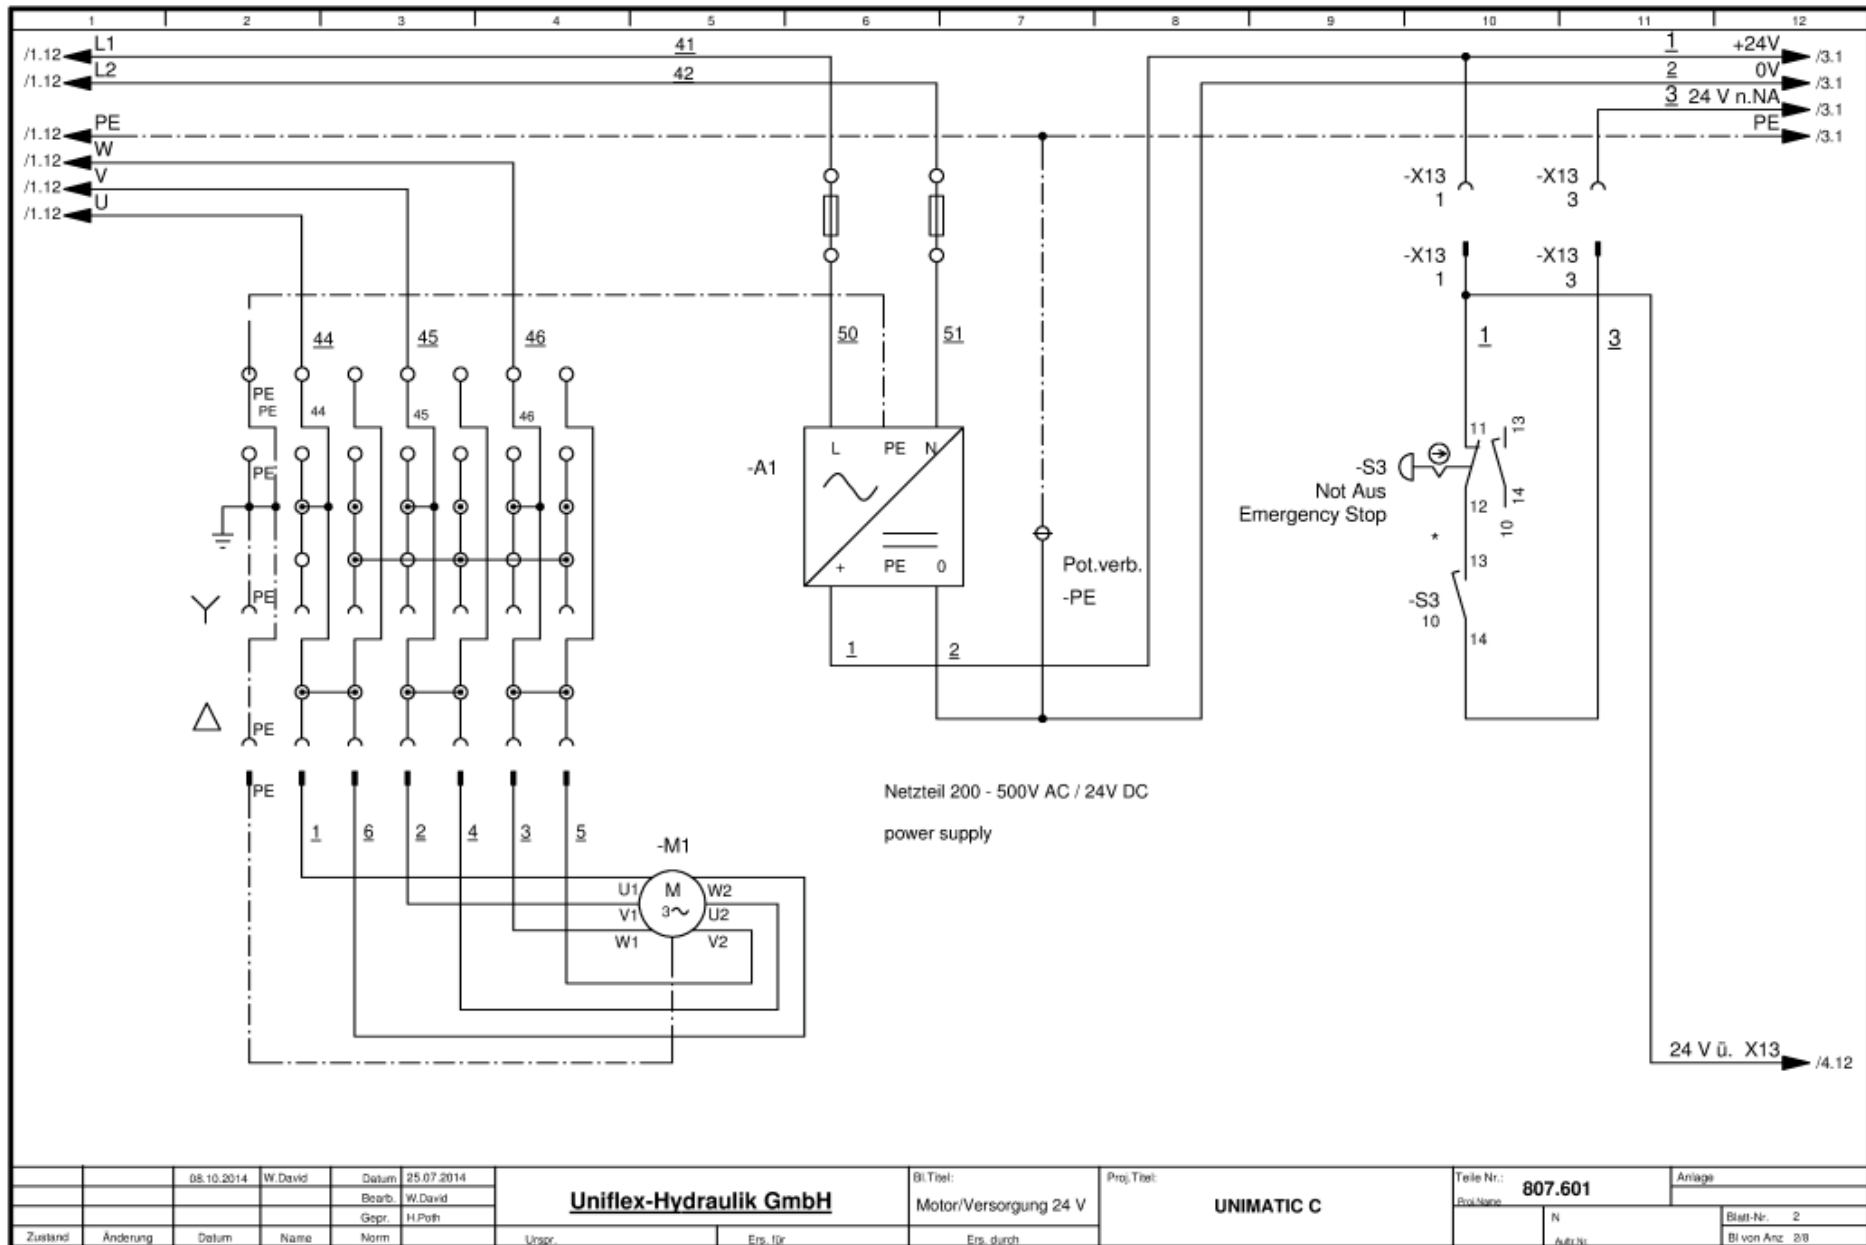 1 2 3 4 5 6 7 8 9 10 11 12
/1.12 L1 41 1 +24V /3.1
/1.12 L2 42 2 0V /3.1
3 24 V n.NA /3.1
/1.12 PE PE /3.1
/1.12 W
/1.12 V
/1.12 U
-X13 -X13
1 3
-X13 -X13
1 3
44 45 46 50 51 1 3
PE
PE 44 45 46
L PE N
-A1
PE
11 13
-S3
Not Aus
Emergency Stop
12 14
10
*
+ PE 0
Pot.verb.
-PE
13
-S3
10
14
PE
1 2
PE
PE
Netzteil 200 - 500V AC / 24V DC
power supply
1 6 2 4 3 5
-M1
U1 M W2
V1 3 U2
W1 V2
24 V ü. X13 /4.12
08.10.2014 W.David Datum 25.07.2014
Bearb. W.David
Gepr. H.Poth
Zustand Änderung Datum Name Norm
Uniflex-Hydraulik GmbH
Urspr. Ers. für Ers. durch
Bl.Titel:
Motor/Versorgung 24 V
Proj.Titel:
UNIMATIC C
Teile Nr.: 807.601
Proj.Name
Anlage
N
Auftr.Nr.
Blatt-Nr. 2
Bl von Anz 2/8